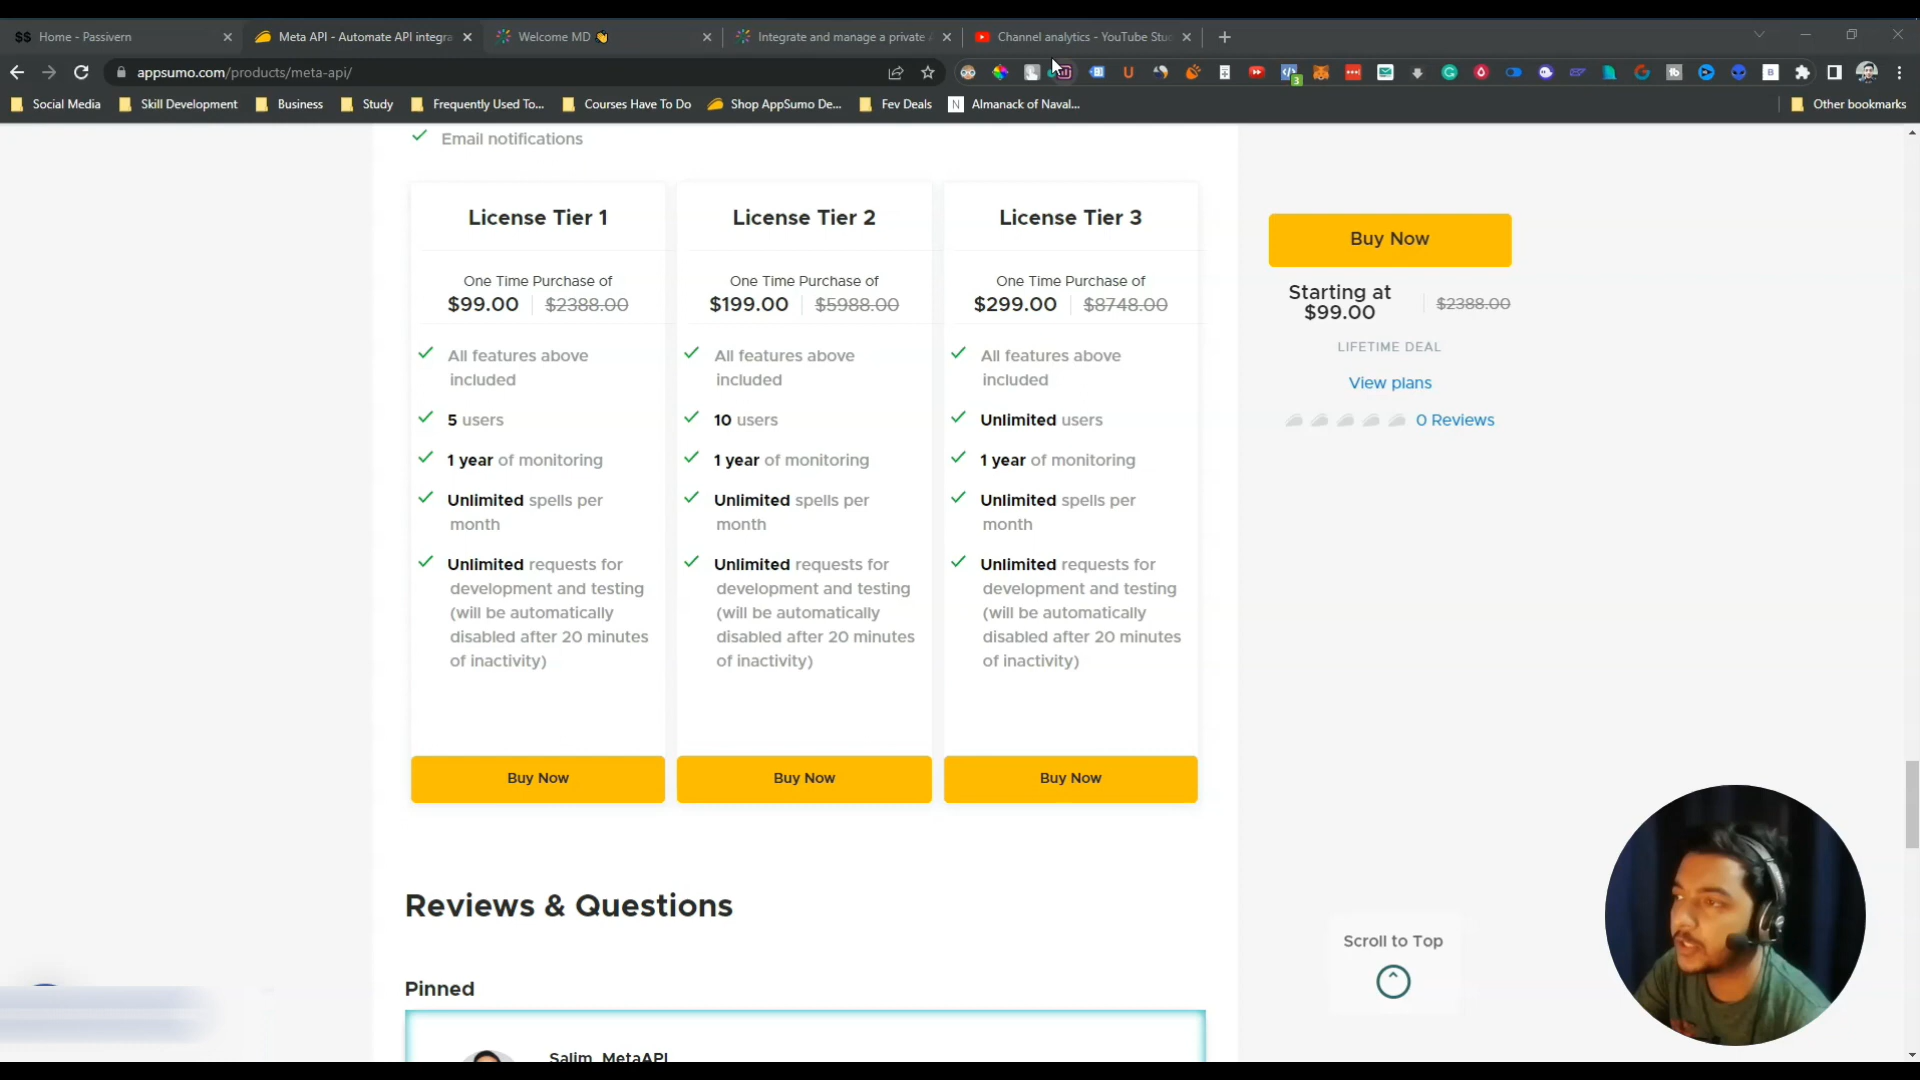 $$ Home - Passivern
Meta API - Automate API integra
Welcome MD 👋
Integrate and manage a private
Channel analytics - YouTube Stu
appsumo.com/products/meta-api/
Social Media
Skill Development
Business
Study
Frequently Used To...
Courses Have To Do
Shop AppSumo De...
Fev Deals
N Almanack of Naval...
Other bookmarks
Email notifications
License Tier 1
One Time Purchase of
$99.00 $2388.00
All features above
included
5 users
1 year of monitoring
Unlimited spells per
month
Unlimited requests for
development and testing
(will be automatically
disabled after 20 minutes
of inactivity)
Buy Now
License Tier 2
One Time Purchase of
$199.00 $5988.00
All features above
included
10 users
1 year of monitoring
Unlimited spells per
month
Unlimited requests for
development and testing
(will be automatically
disabled after 20 minutes
of inactivity)
Buy Now
License Tier 3
One Time Purchase of
$299.00 $8748.00
All features above
included
Unlimited users
1 year of monitoring
Unlimited spells per
month
Unlimited requests for
development and testing
(will be automatically
disabled after 20 minutes
of inactivity)
Buy Now
Buy Now
Starting at
$99.00
$2388.00
LIFETIME DEAL
View plans
0 Reviews
Reviews & Questions
Pinned
Salim_MetaAPI
Scroll to Top